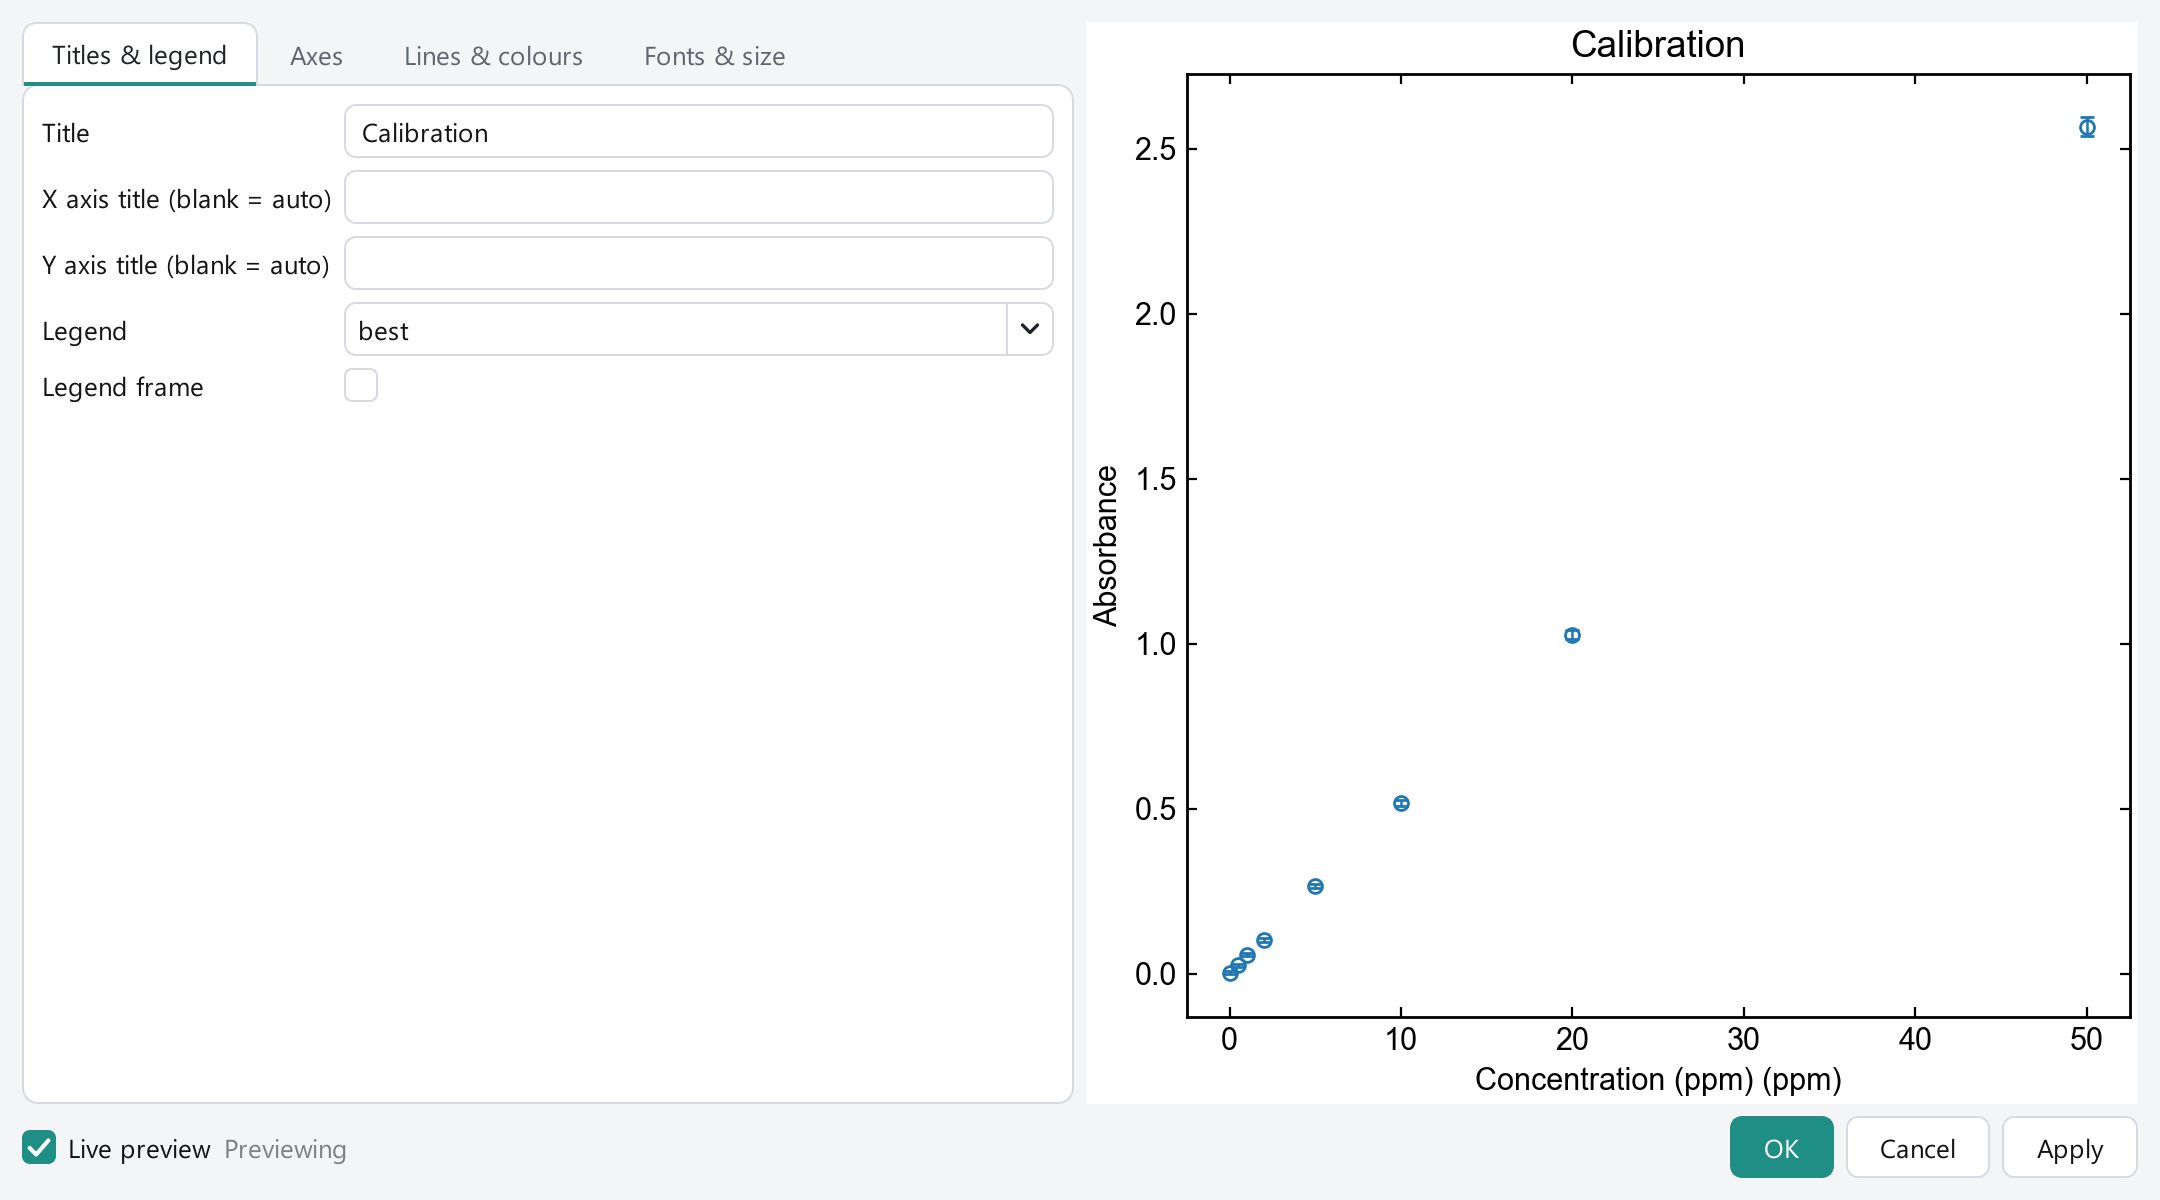 Titles & legend
Axes
Lines & colours
Fonts & size
Title
Calibration
X axis title (blank = auto)
Y axis title (blank = auto)
Legend
best
Legend frame
Calibration
2.5
2.0
1.5
1.0
0.5
0.0
Absorbance
0 10 20 30 40 50
Concentration (ppm) (ppm)
Live preview Previewing
OK
Cancel
Apply